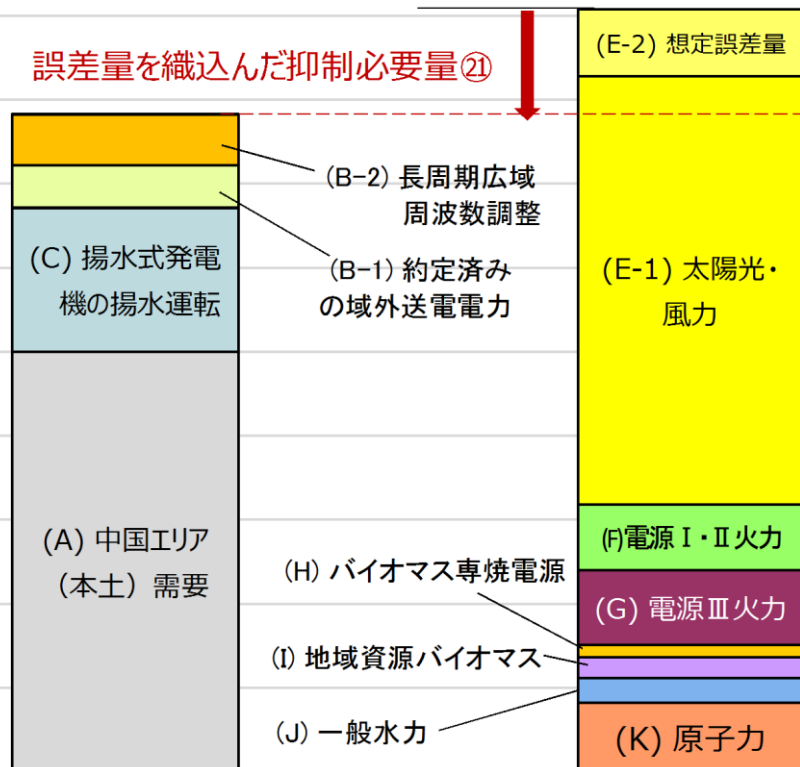 誤差量を織込んだ抑制必要量㉑
(E-2) 想定誤差量
(B-2) 長周期広域
周波数調整
(C) 揚水式発電
機の揚水運転
(B-1) 約定済み
の域外送電電力
(E-1) 太陽光・
風力
(A) 中国エリア
（本土）需要
(F)電源Ⅰ・Ⅱ火力
(H) バイオマス専焼電源
(G) 電源Ⅲ火力
(I) 地域資源バイオマス
(J) 一般水力
(K) 原子力